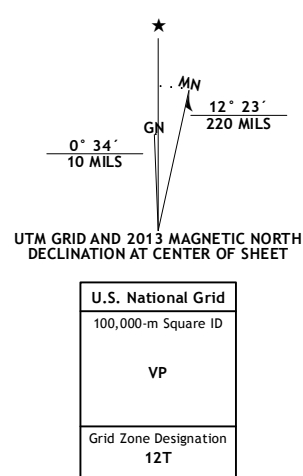 ★
MN
GN
12° 23´
220 MILS
0° 34´
10 MILS
UTM GRID AND 2013 MAGNETIC NORTH
DECLINATION AT CENTER OF SHEET
U.S. National Grid
100,000-m Square ID
VP
Grid Zone Designation
12T